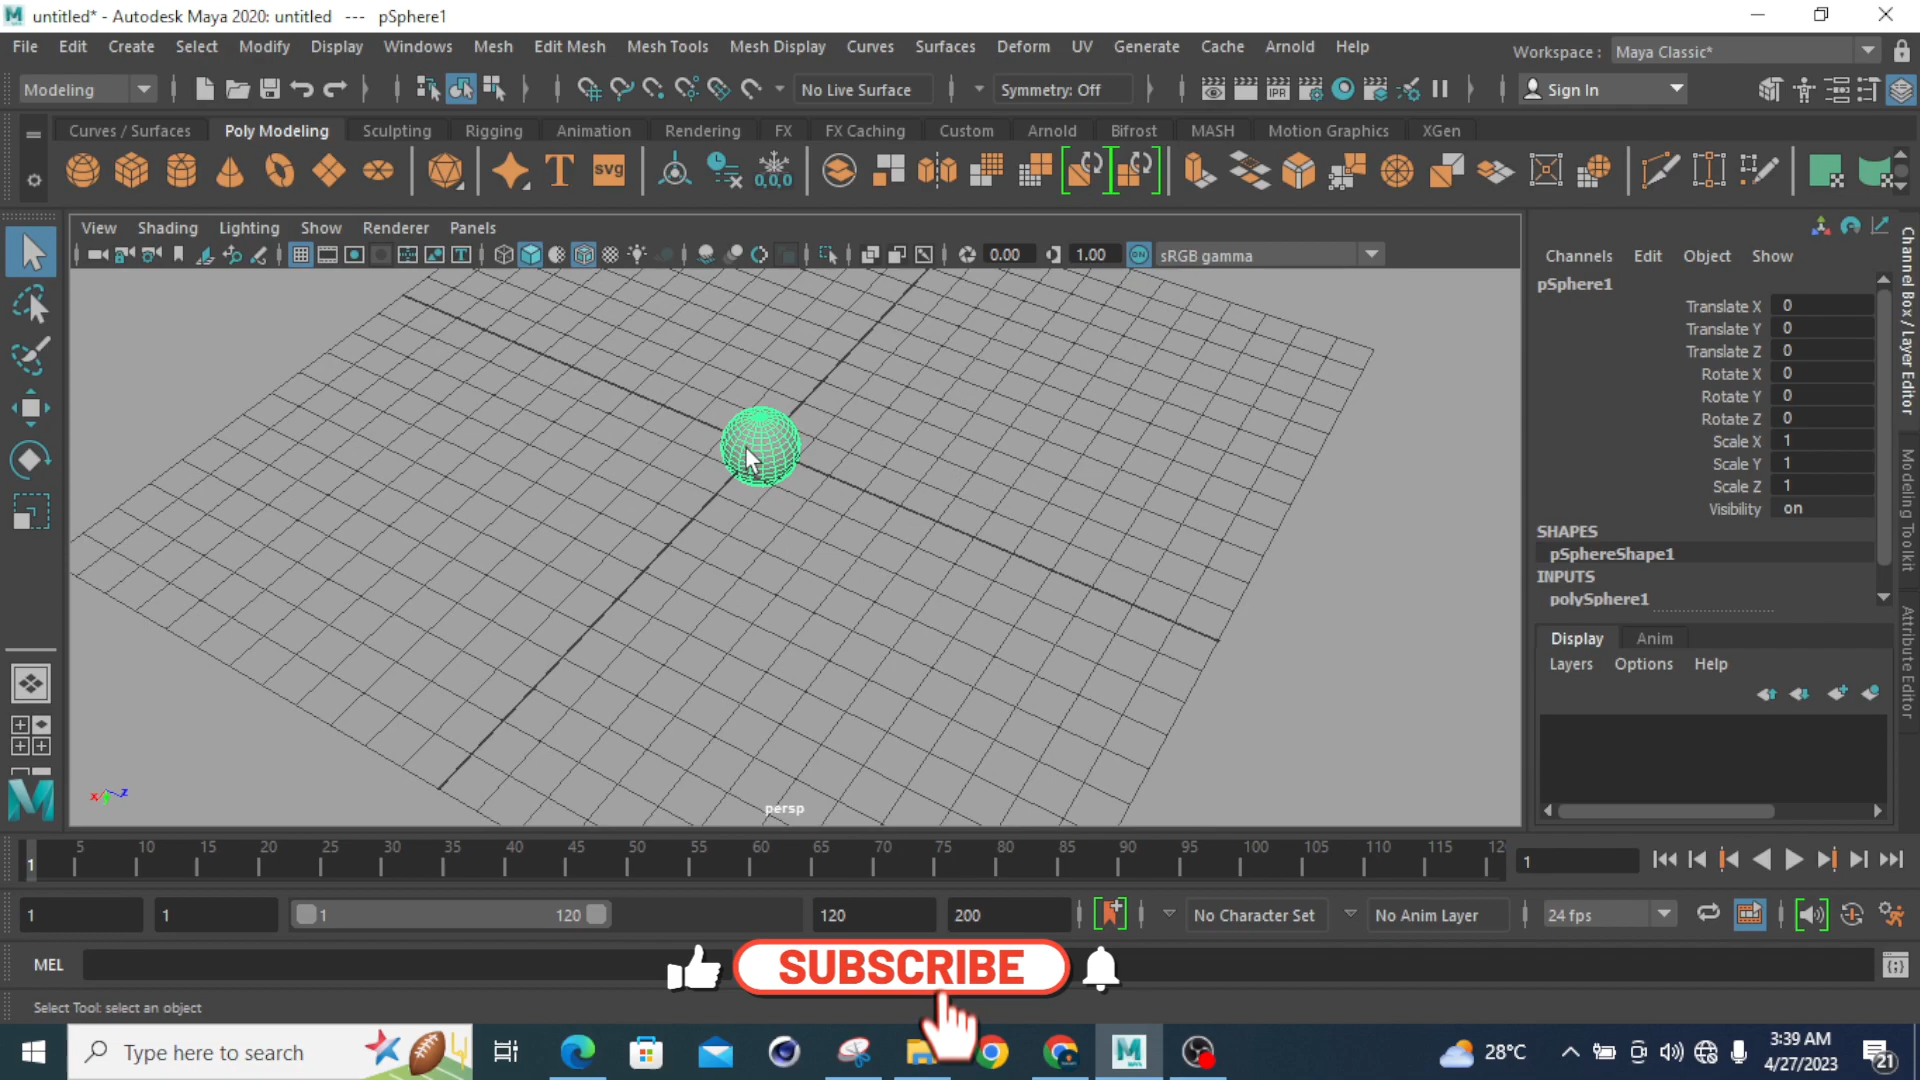 untitled* - Autodesk Maya 2020: untitled --- pSphere1
File Edit Create Select Modify Display Windows Mesh Edit Mesh Mesh Tools Mesh Display Curves Surfaces Deform UV Generate Cache Arnold Help
Workspace : Maya Classic*
Modeling No Live Surface Symmetry: Off IPR Sign In
Curves / Surfaces Poly Modeling Sculpting Rigging Animation Rendering FX FX Caching Custom Arnold Bifrost MASH Motion Graphics XGen
T SVG 0,0,0
View Shading Lighting Show Renderer Panels
0.00 1.00 ON sRGB gamma
Channels Edit Object Show
pSphere1
Translate X 0
Translate Y 0
Translate Z 0
Rotate X 0
Rotate Y 0
Rotate Z 0
Scale X 1
Scale Y 1
Scale Z 1
Visibility on
SHAPES
pSphereShape1
INPUTS
polySphere1
Display Anim
Layers Options Help
Channel Box / Layer Editor
Modeling Toolkit
Attribute Editor
x z
persp
1 5 10 15 20 25 30 35 40 45 50 55 60 65 70 75 80 85 90 95 100 105 110 115 12
1
1 1 1 120 120 200 No Character Set No Anim Layer 24 fps
MEL
SUBSCRIBE
Select Tool: select an object
Type here to search
28°C
3:39 AM
4/27/2023
21